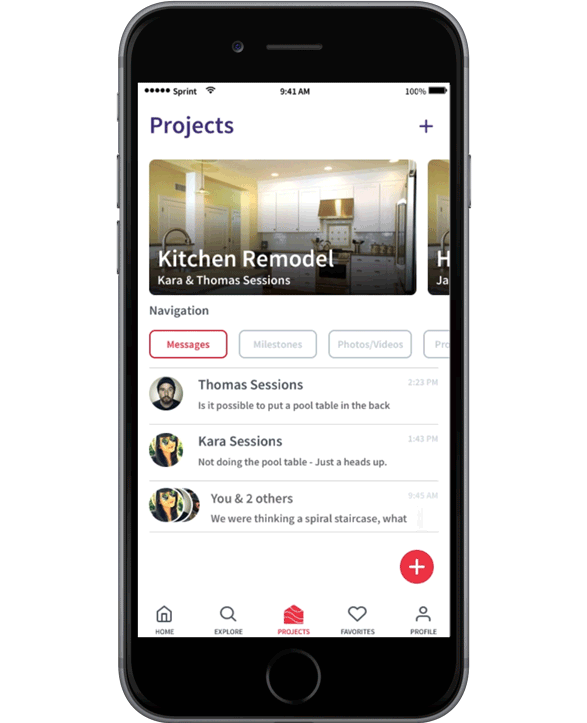 Sprint 9:41 AM 100%
Projects +
Kitchen Remodel
Kara & Thomas Sessions
H
Ja
Navigation
Messages Milestones Photos/Videos Pro
Thomas Sessions 2:23 PM
Is it possible to put a pool table in the back
Kara Sessions 1:43 PM
Not doing the pool table - Just a heads up.
You & 2 others 9:45 AM
We were thinking a spiral staircase, what
+
HOME EXPLORE PROJECTS FAVORITES PROFILE